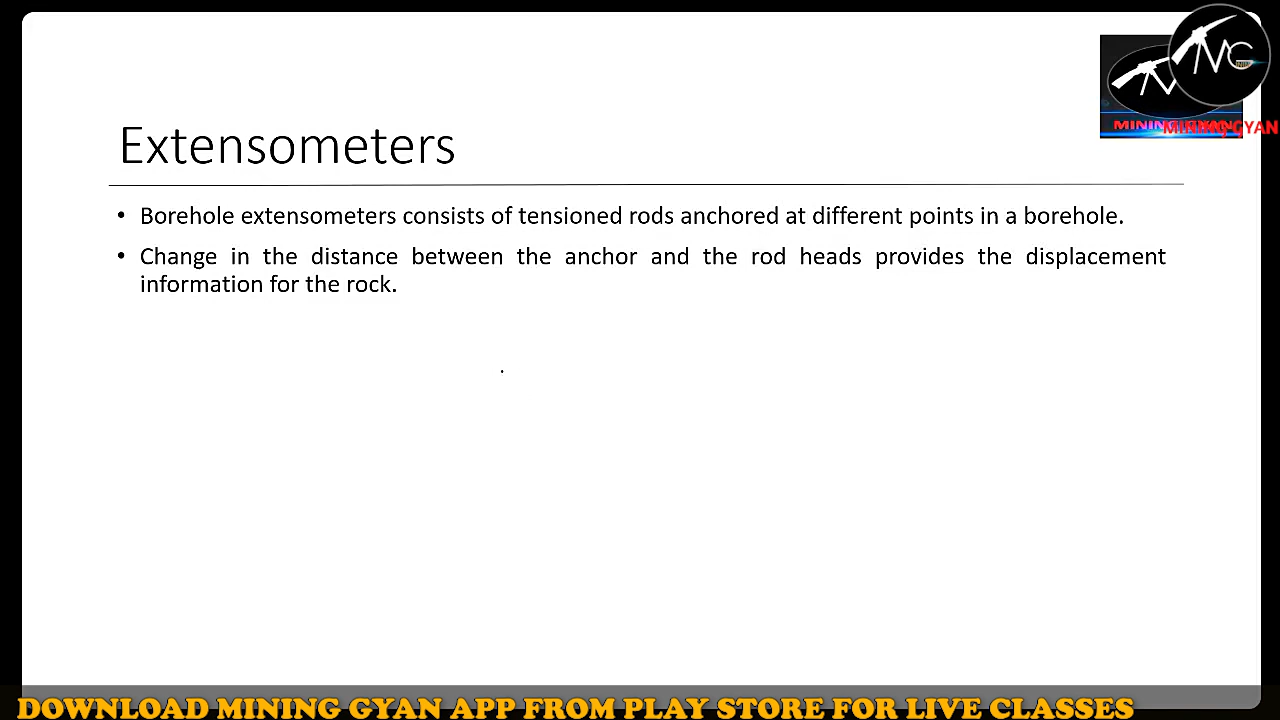 Extensometers
• Borehole extensometers consists of tensioned rods anchored at different points in a borehole.
• Change in the distance between the anchor and the rod heads provides the displacement
information for the rock.
MINING GYAN
DOWNLOAD MINING GYAN APP FROM PLAY STORE FOR LIVE CLASSES